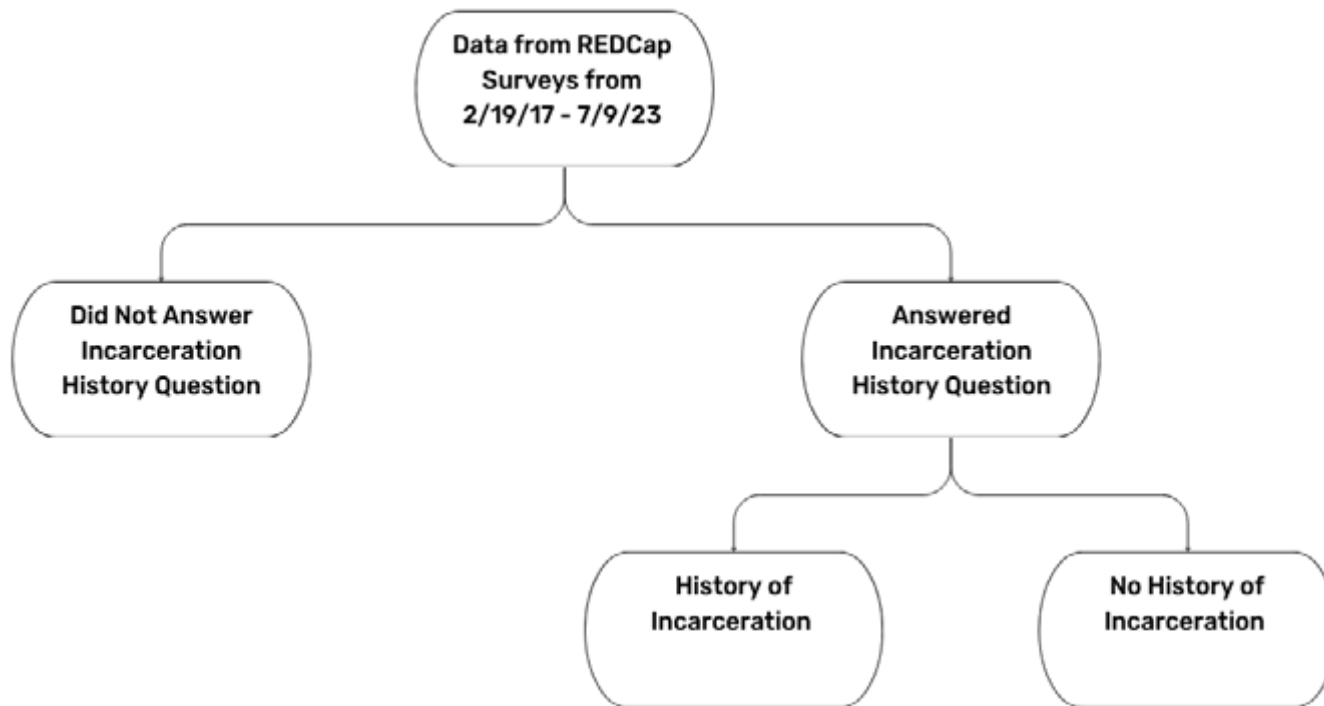 Data from REDCap
Surveys from
2/19/17 - 7/9/23
Did Not Answer
Incarceration
History Question
Answered
Incarceration
History Question
History of
Incarceration
No History of
Incarceration